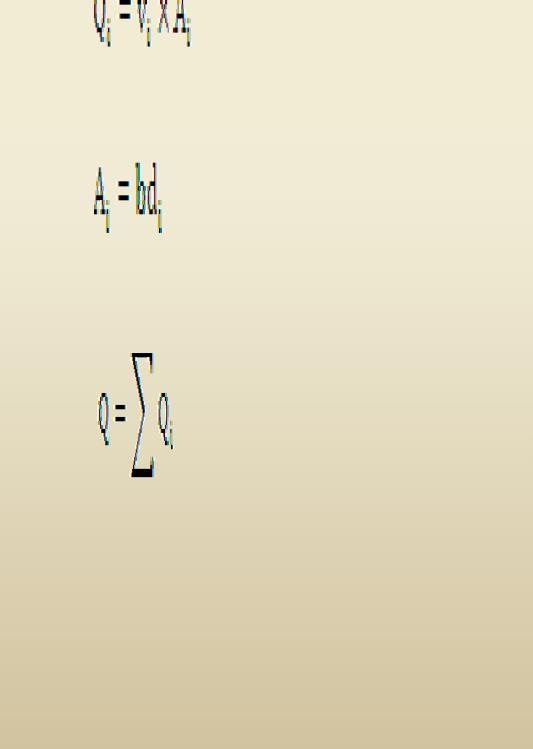 Qᵢ = vᵢ × Aᵢ
Aᵢ = bdᵢ
Q = ∑ Qᵢ